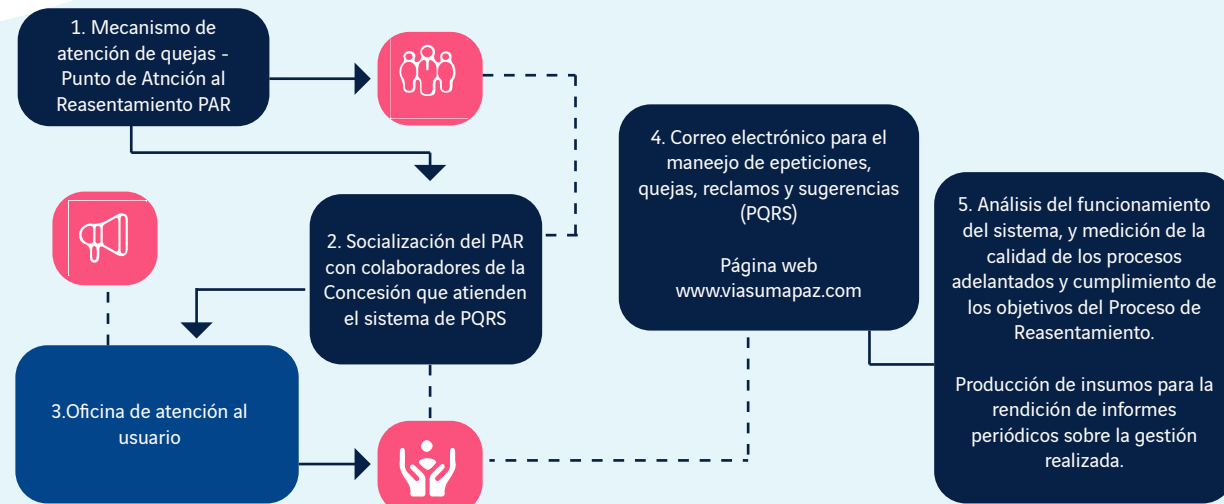 1. Mecanismo de
atención de quejas -
Punto de Atnción al
Reasentamiento PAR
2. Socialización del PAR
con colaboradores de la
Concesión que atienden
el sistema de PQRS
3.Oficina de atención al
usuario
4. Correo electrónico para el
maneejo de epeticiones,
quejas, reclamos y sugerencias
(PQRS)
Página web
www.viasumapaz.com
5. Análisis del funcionamiento
del sistema, y medición de la
calidad de los procesos
adelantados y cumplimiento de
los objetivos del Proceso de
Reasentamiento.
Producción de insumos para la
rendición de informes
periódicos sobre la gestión
realizada.